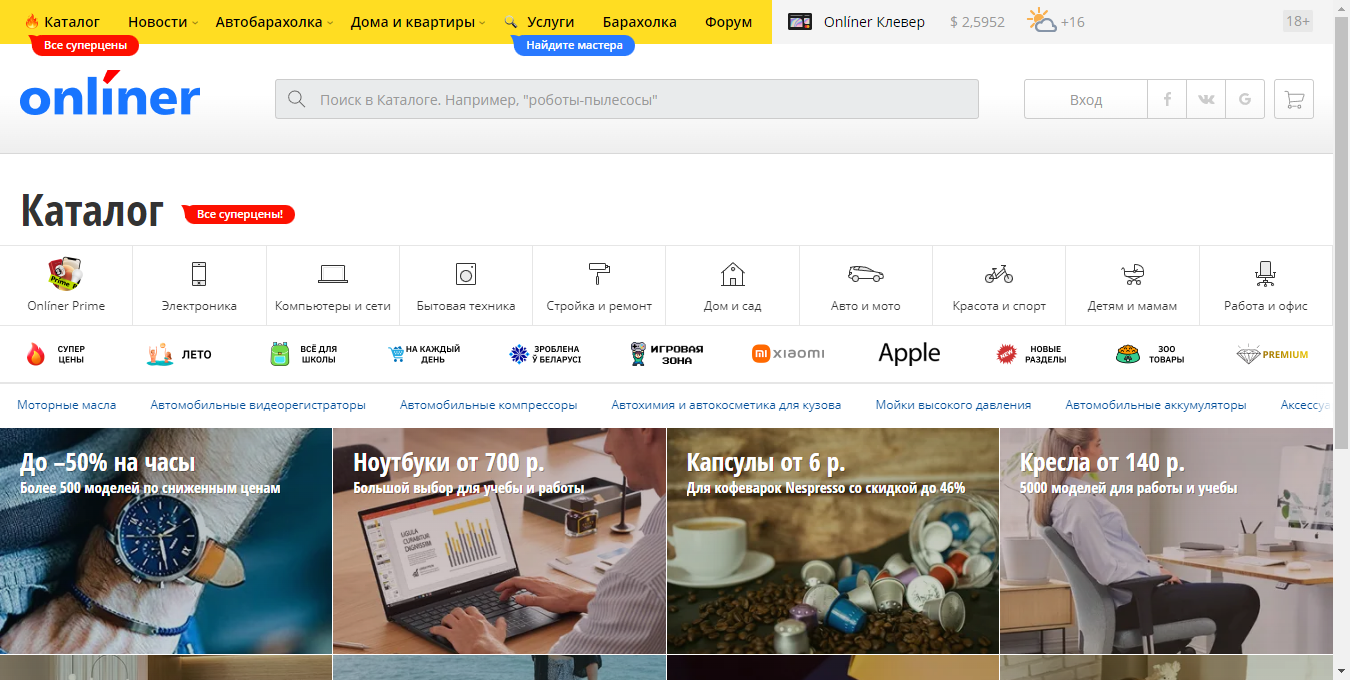 Каталог
Новости
Автобарахолка
Дома и квартиры
Услуги
Барахолка
Форум
Onlíner Клевер
$ 2,5952
+16
18+
Все суперцены
Найдите мастера
onlíner
Поиск в Каталоге. Например, "роботы-пылесосы"
Вход
Каталог
Все суперцены!
Onlíner Prime
Электроника
Компьютеры и сети
Бытовая техника
Стройка и ремонт
Дом и сад
Авто и мото
Красота и спорт
Детям и мамам
Работа и офис
СУПЕР
ЦЕНЫ
ЛЕТО
ВСЁ ДЛЯ
ШКОЛЫ
НА КАЖДЫЙ
ДЕНЬ
ЗРОБЛЕНА
Ў БЕЛАРУСІ
ИГРОВАЯ
ЗОНА
xiaomi
Apple
НОВЫЕ
РАЗДЕЛЫ
ЗОО
ТОВАРЫ
PREMIUM
Моторные масла
Автомобильные видеорегистраторы
Автомобильные компрессоры
Автохимия и автокосметика для кузова
Мойки высокого давления
Автомобильные аккумуляторы
Аксессуа
До –50% на часы
Более 500 моделей по сниженным ценам
Ноутбуки от 700 р.
Большой выбор для учебы и работы
Капсулы от 6 р.
Для кофеварок Nespresso со скидкой до 46%
Кресла от 140 р.
5000 моделей для работы и учебы